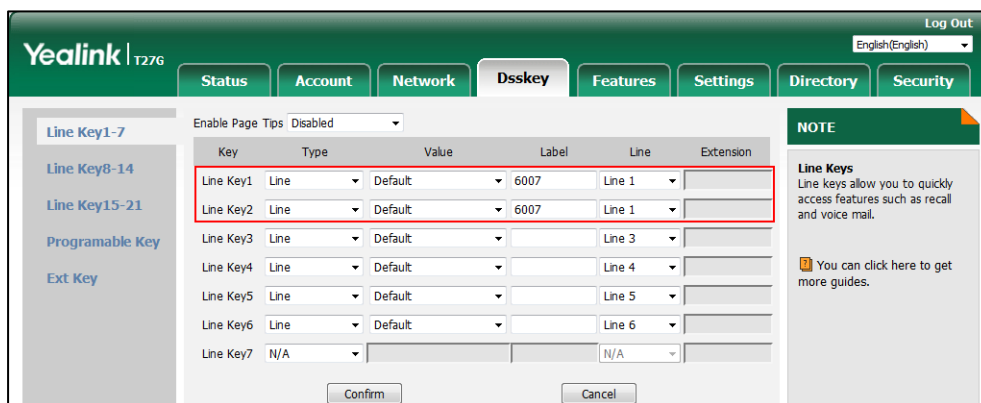 Log Out
Yealink T27G
English(English)
Status Account Network Dsskey Features Settings Directory Security
Line Key1-7
Line Key8-14
Line Key15-21
Programable Key
Ext Key
Enable Page Tips Disabled
Key Type Value Label Line Extension
Line Key1 Line Default 6007 Line 1
Line Key2 Line Default 6007 Line 1
Line Key3 Line Default Line 3
Line Key4 Line Default Line 4
Line Key5 Line Default Line 5
Line Key6 Line Default Line 6
Line Key7 N/A N/A
Confirm Cancel
NOTE
Line Keys
Line keys allow you to quickly
access features such as recall
and voice mail.
? You can click here to get
more guides.